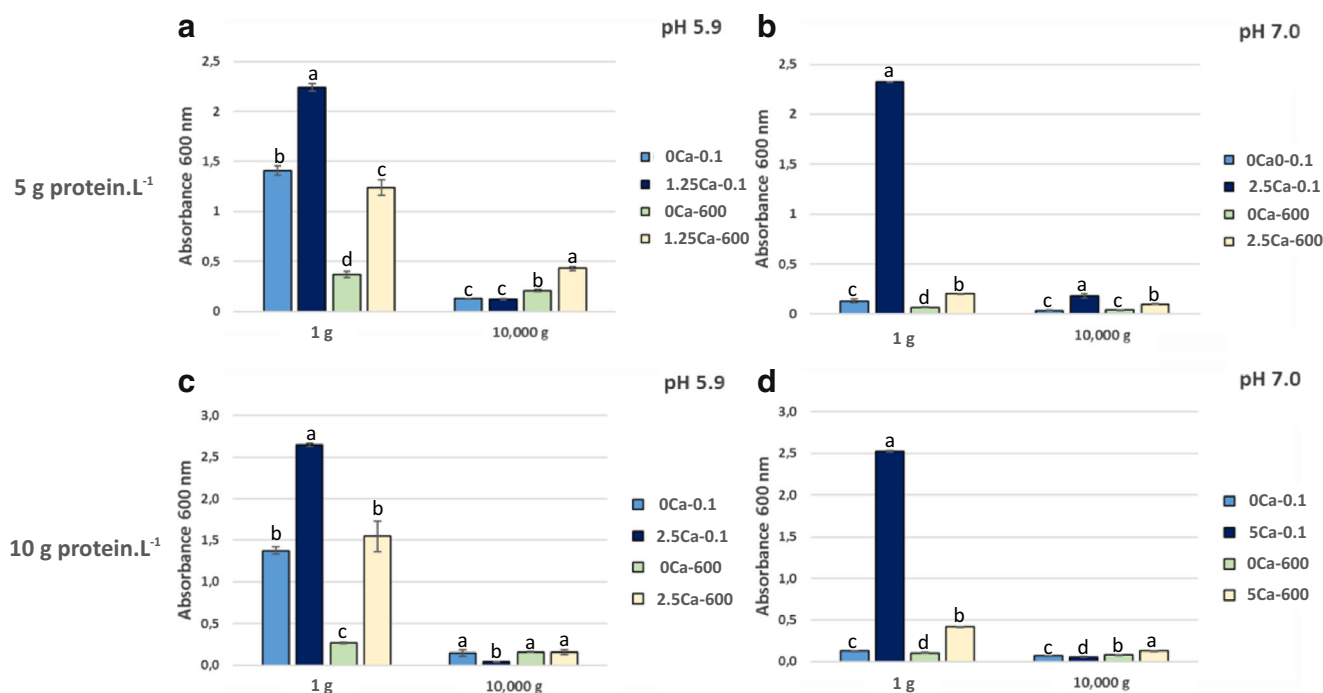 a
pH 5.9
Absorbance 600 nm
2,5
2
1,5
1
0,5
0
b
a
d
c
c
c
b
a
1 g
10,000 g
0Ca-0.1
1.25Ca-0.1
0Ca-600
1.25Ca-600
5 g protein.L-1
b
pH 7.0
Absorbance 600 nm
2,5
2
1,5
1
0,5
0
c
a
d
b
c
a
c
b
1 g
10,000 g
0Ca0-0.1
2.5Ca-0.1
0Ca-600
2.5Ca-600
c
pH 5.9
Absorbance 600 nm
3,0
2,5
2,0
1,5
1,0
0,5
0,0
b
a
c
b
a
b
a
a
1 g
10,000 g
0Ca-0.1
2.5Ca-0.1
0Ca-600
2.5Ca-600
10 g protein.L-1
d
pH 7.0
Absorbance 600 nm
3,0
2,5
2,0
1,5
1,0
0,5
0,0
c
a
d
b
c
d
b
a
1 g
10,000 g
0Ca-0.1
5Ca-0.1
0Ca-600
5Ca-600